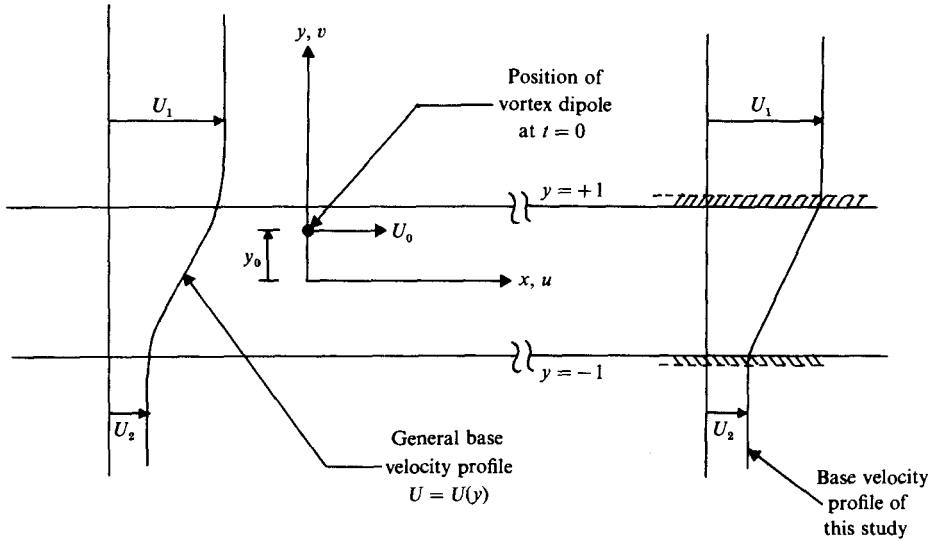 y, v
Position of
vortex dipole
at t = 0
U₁
U₁
y = +1
U₀
y₀
x, u
y = −1
U₂
U₂
General base
velocity profile
U = U(y)
Base velocity
profile of
this study